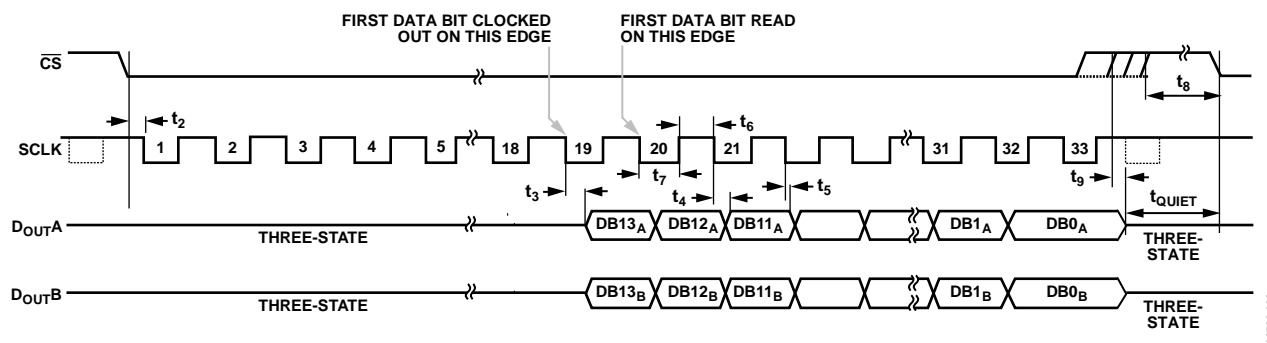 FIRST DATA BIT CLOCKED
OUT ON THIS EDGE
FIRST DATA BIT READ
ON THIS EDGE
CS
t8
t2
t6
SCLK
1 2 3 4 5 18 19 20 21 31 32 33
t3
t7
t4
t5
t9
tQUIET
DOUTA
THREE-STATE
DB13A DB12A DB11A DB1A DB0A
THREE-
STATE
DOUTB
THREE-STATE
DB13B DB12B DB11B DB1B DB0B
THREE-
STATE